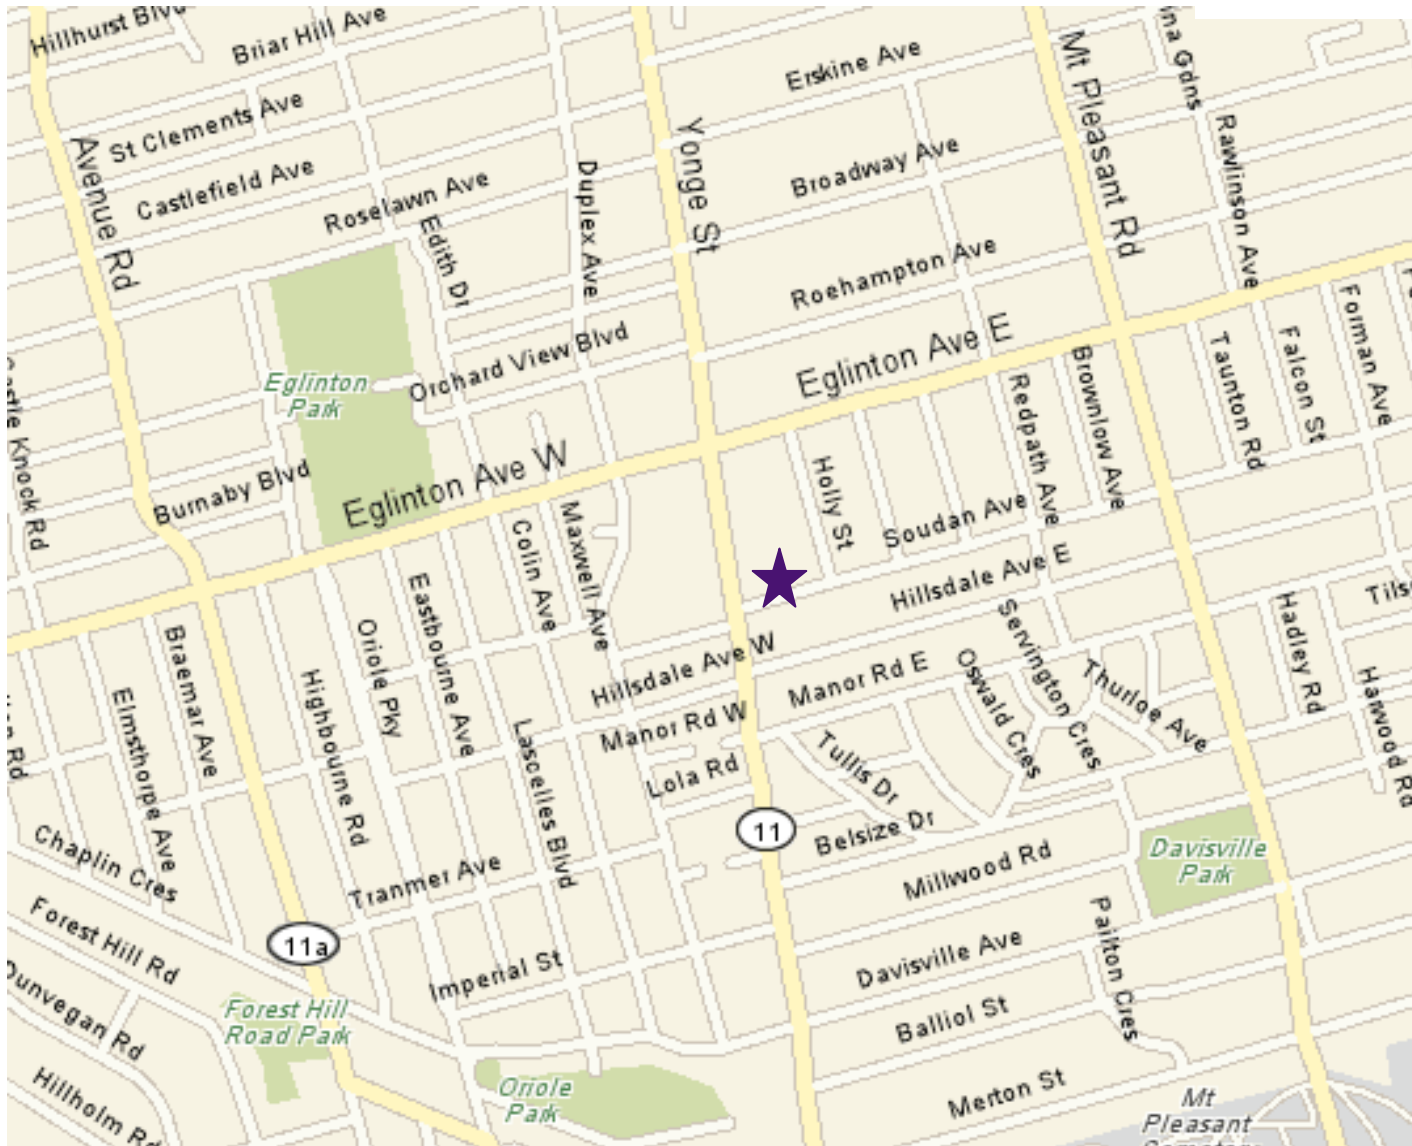 Hillhurst Blvd
Briar Hill Ave
St Clements Ave
Castlefield Ave
Roselawn Ave
Avenue Rd
Edith Dr
Duplex Ave
Yonge St
Erskine Ave
Broadway Ave
Roehampton Ave
Mt Pleasant Rd
Gdns
Rawlinson Ave
Eglinton Ave E
Orchard View Blvd
Eglinton
Park
Eglinton Ave W
Burnaby Blvd
Castle Knock Rd
Holly St
Soudan Ave
Redpath Ave
Brownlow Ave
Taunton Rd
Falcon St
Forman Ave
Colin Ave
Maxwell Ave
Eastbourne Ave
Oriole Pky
Highbourne Rd
Braemar Ave
Elmsthorpe Ave
Rd
Hillsdale Ave E
Hillsdale Ave W
Manor Rd E
Manor Rd W
Lola Rd
Lascelles Blvd
Oswald Cres
Servington Cres
Thurloe Ave
Tullis Dr
Belsize Dr
Hadley Rd
Harwood Rd
11
Millwood Rd
Davisville
Park
Chaplin Cres
Tranmer Ave
Forest Hill Rd
11a
Imperial St
Davisville Ave
Pailton Cres
Balliol St
Dunvegan Rd
Forest Hill
Road Park
Hillholm Rd
Oriole
Park
Merton St
Mt
Pleasant
Cemetery